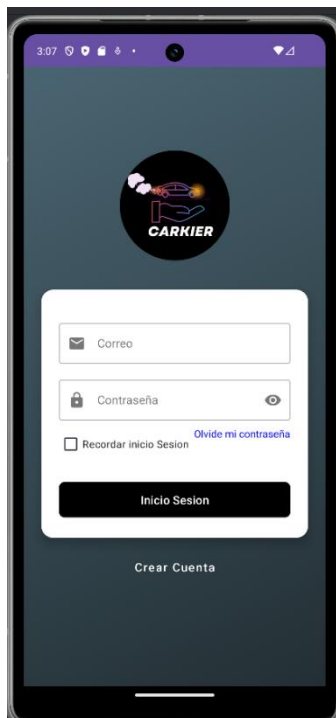 3:07
CARKIER
Correo
Contraseña
Olvide mi contraseña
Recordar inicio Sesion
Inicio Sesion
Crear Cuenta